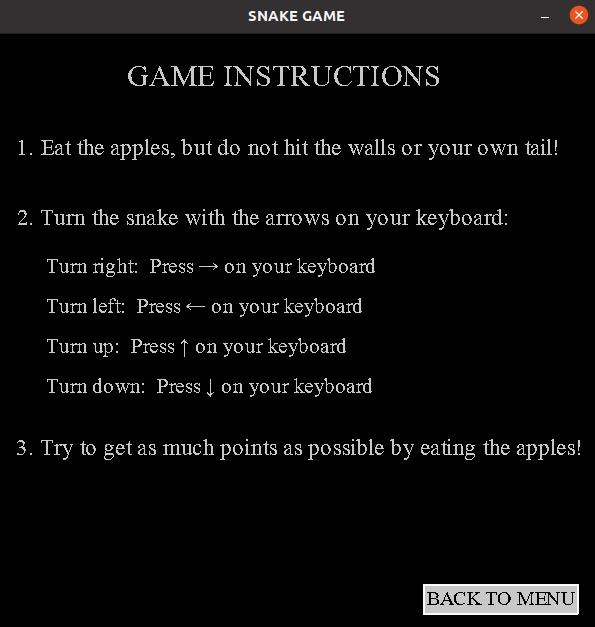 SNAKE GAME
GAME INSTRUCTIONS
1. Eat the apples, but do not hit the walls or your own tail!
2. Turn the snake with the arrows on your keyboard:
Turn right:  Press → on your keyboard
Turn left:  Press ← on your keyboard
Turn up:  Press ↑ on your keyboard
Turn down:  Press ↓ on your keyboard
3. Try to get as much points as possible by eating the apples!
BACK TO MENU